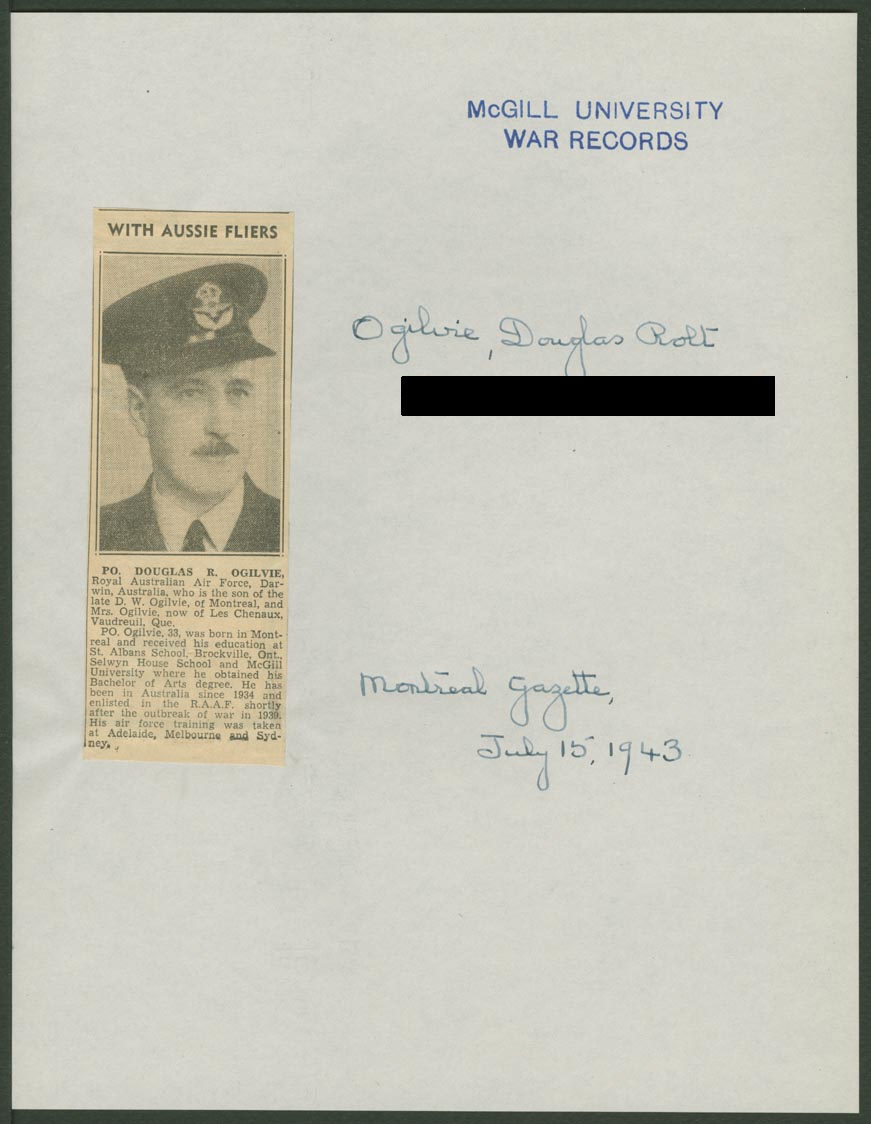 McGILL UNIVERSITY
WAR RECORDS
WITH AUSSIE FLIERS
Ogilvie, Douglas Rolt
PO. DOUGLAS R. OGILVIE,
Royal Australian Air Force, Dar-
win, Australia, who is the son of the
late D. W. Ogilvie, of Montreal, and
Mrs. Ogilvie, now of Les Chenaux,
Vaudreuil, Que.
PO. Ogilvie, 33, was born in Mont-
real and received his education at
St. Albans School, Brockville, Ont.,
Selwyn House School and McGill
University where he obtained his
Bachelor of Arts degree. He has
been in Australia since 1934 and
enlisted in the R.A.A.F. shortly
after the outbreak of war in 1939.
His air force training was taken
at Adelaide, Melbourne and Syd-
ney.
Montreal Gazette,
July 15, 1943